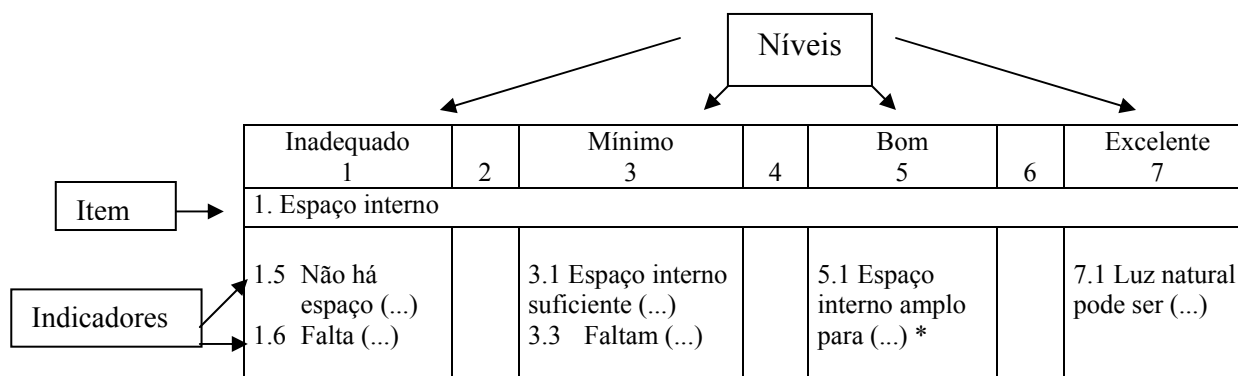 Níveis
Inadequado Mínimo Bom Excelente
1 2 3 4 5 6 7
Item
1. Espaço interno
Indicadores
1.5 Não há
espaço (...)
1.6 Falta (...)
3.1 Espaço interno
suficiente (...)
3.3 Faltam (...)
5.1 Espaço
interno amplo
para (...) *
7.1 Luz natural
pode ser (...)